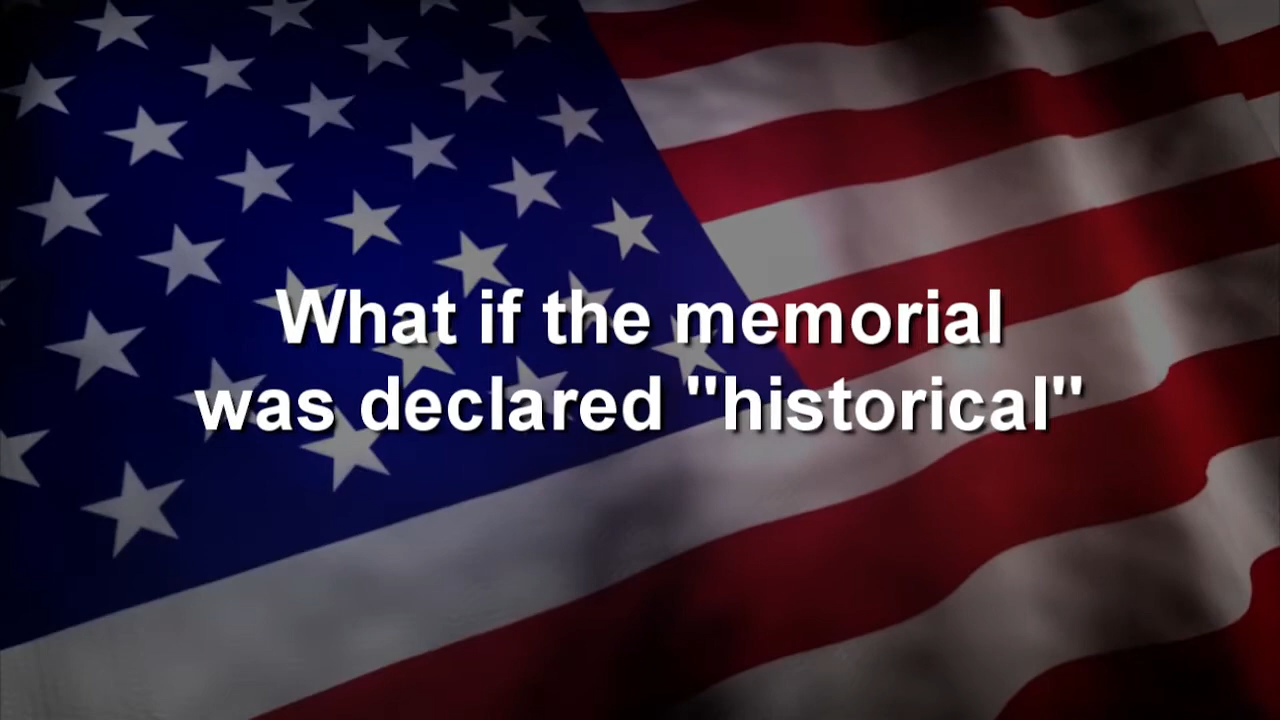 What if the memorial
was declared "historical"